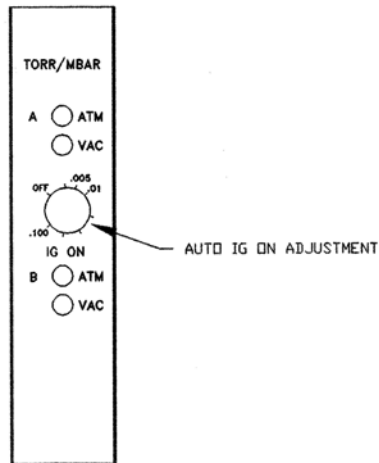 TORR/MBAR
A ATM
VAC
OFF .005
.01
.100
IG ON
AUTO IG ON ADJUSTMENT
B ATM
VAC